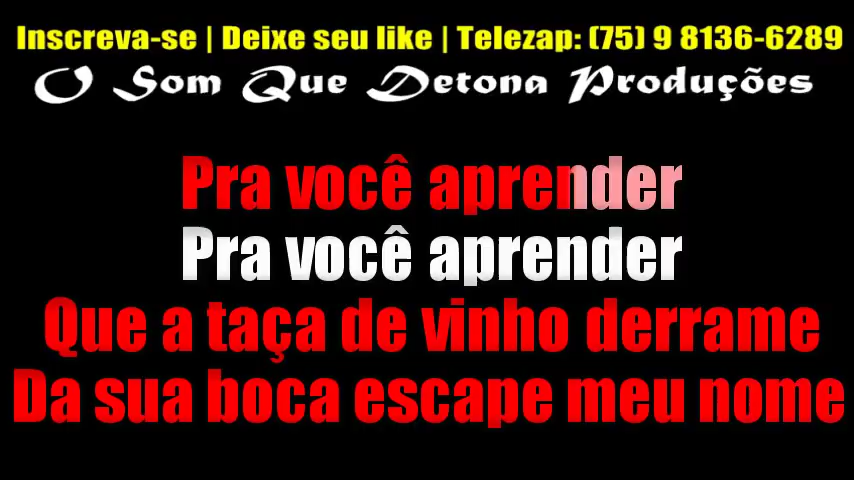 Inscreva-se | Deixe seu like | Telezap: (75) 9 8136-6289
O Som Que Detona Produções
Pra você aprender
Pra você aprender
Que a taça de vinho derrame
Da sua boca escape meu nome